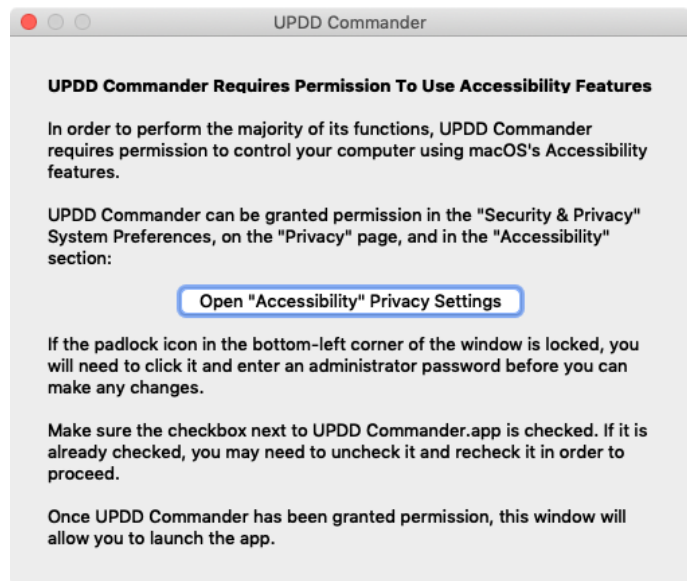 UPDD Commander
UPDD Commander Requires Permission To Use Accessibility Features
In order to perform the majority of its functions, UPDD Commander
requires permission to control your computer using macOS's Accessibility
features.
UPDD Commander can be granted permission in the "Security & Privacy"
System Preferences, on the "Privacy" page, and in the "Accessibility"
section:
Open "Accessibility" Privacy Settings
If the padlock icon in the bottom-left corner of the window is locked, you
will need to click it and enter an administrator password before you can
make any changes.
Make sure the checkbox next to UPDD Commander.app is checked. If it is
already checked, you may need to uncheck it and recheck it in order to
proceed.
Once UPDD Commander has been granted permission, this window will
allow you to launch the app.